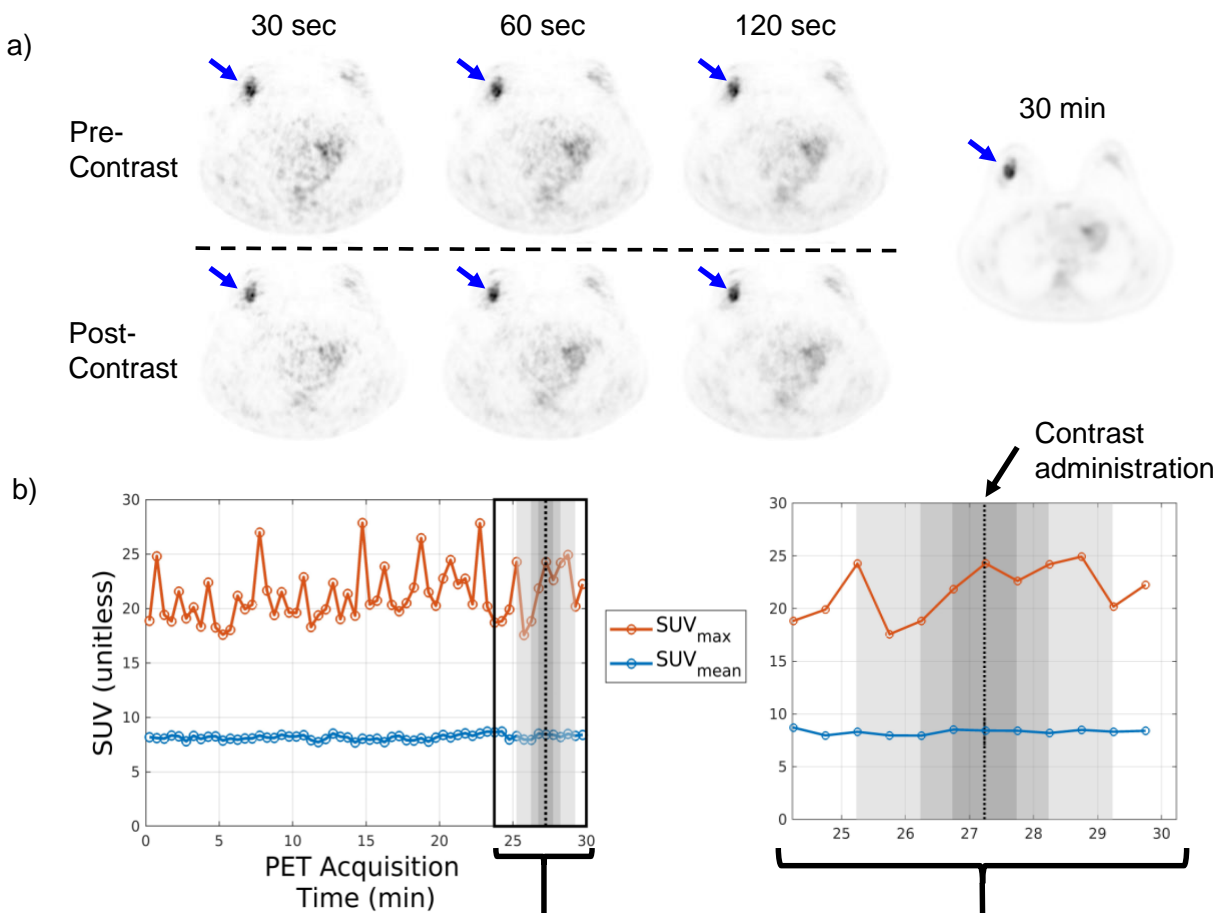 a)
30 sec
60 sec
120 sec
30 min
Pre-
Contrast
Post-
Contrast
Contrast
administration
b)
30
25
20
15
10
5
0
SUV (unitless)
0
5
10
15
20
25
30
PET Acquisition
Time (min)
SUVmax
SUVmean
30
25
20
15
10
5
0
25
26
27
28
29
30